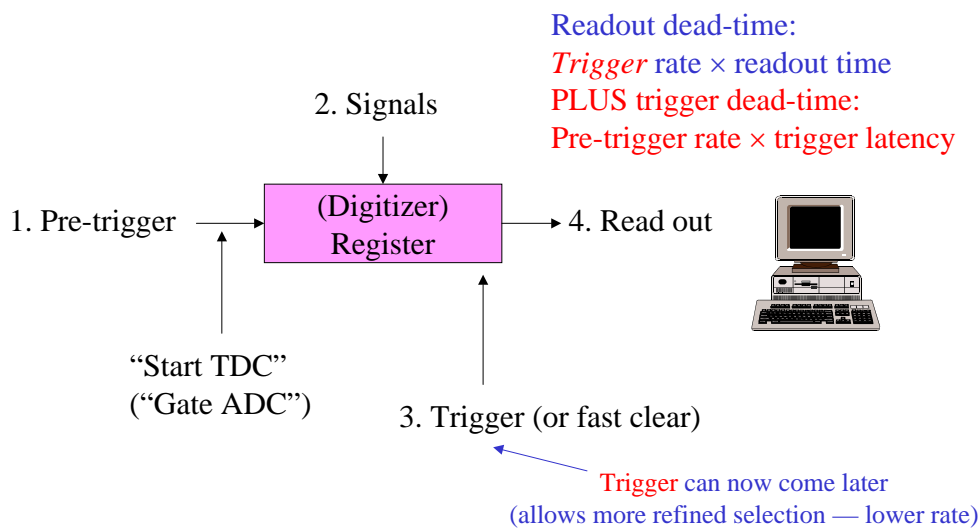 Readout dead-time:
Trigger rate × readout time
PLUS trigger dead-time:
Pre-trigger rate × trigger latency
2. Signals
1. Pre-trigger
(Digitizer)
Register
4. Read out
“Start TDC”
(“Gate ADC”)
3. Trigger (or fast clear)
Trigger can now come later
(allows more refined selection — lower rate)